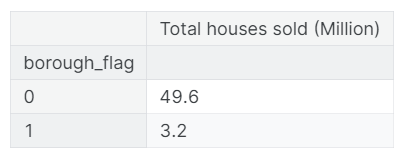 Total houses sold (Million)
borough_flag
0 49.6
1 3.2